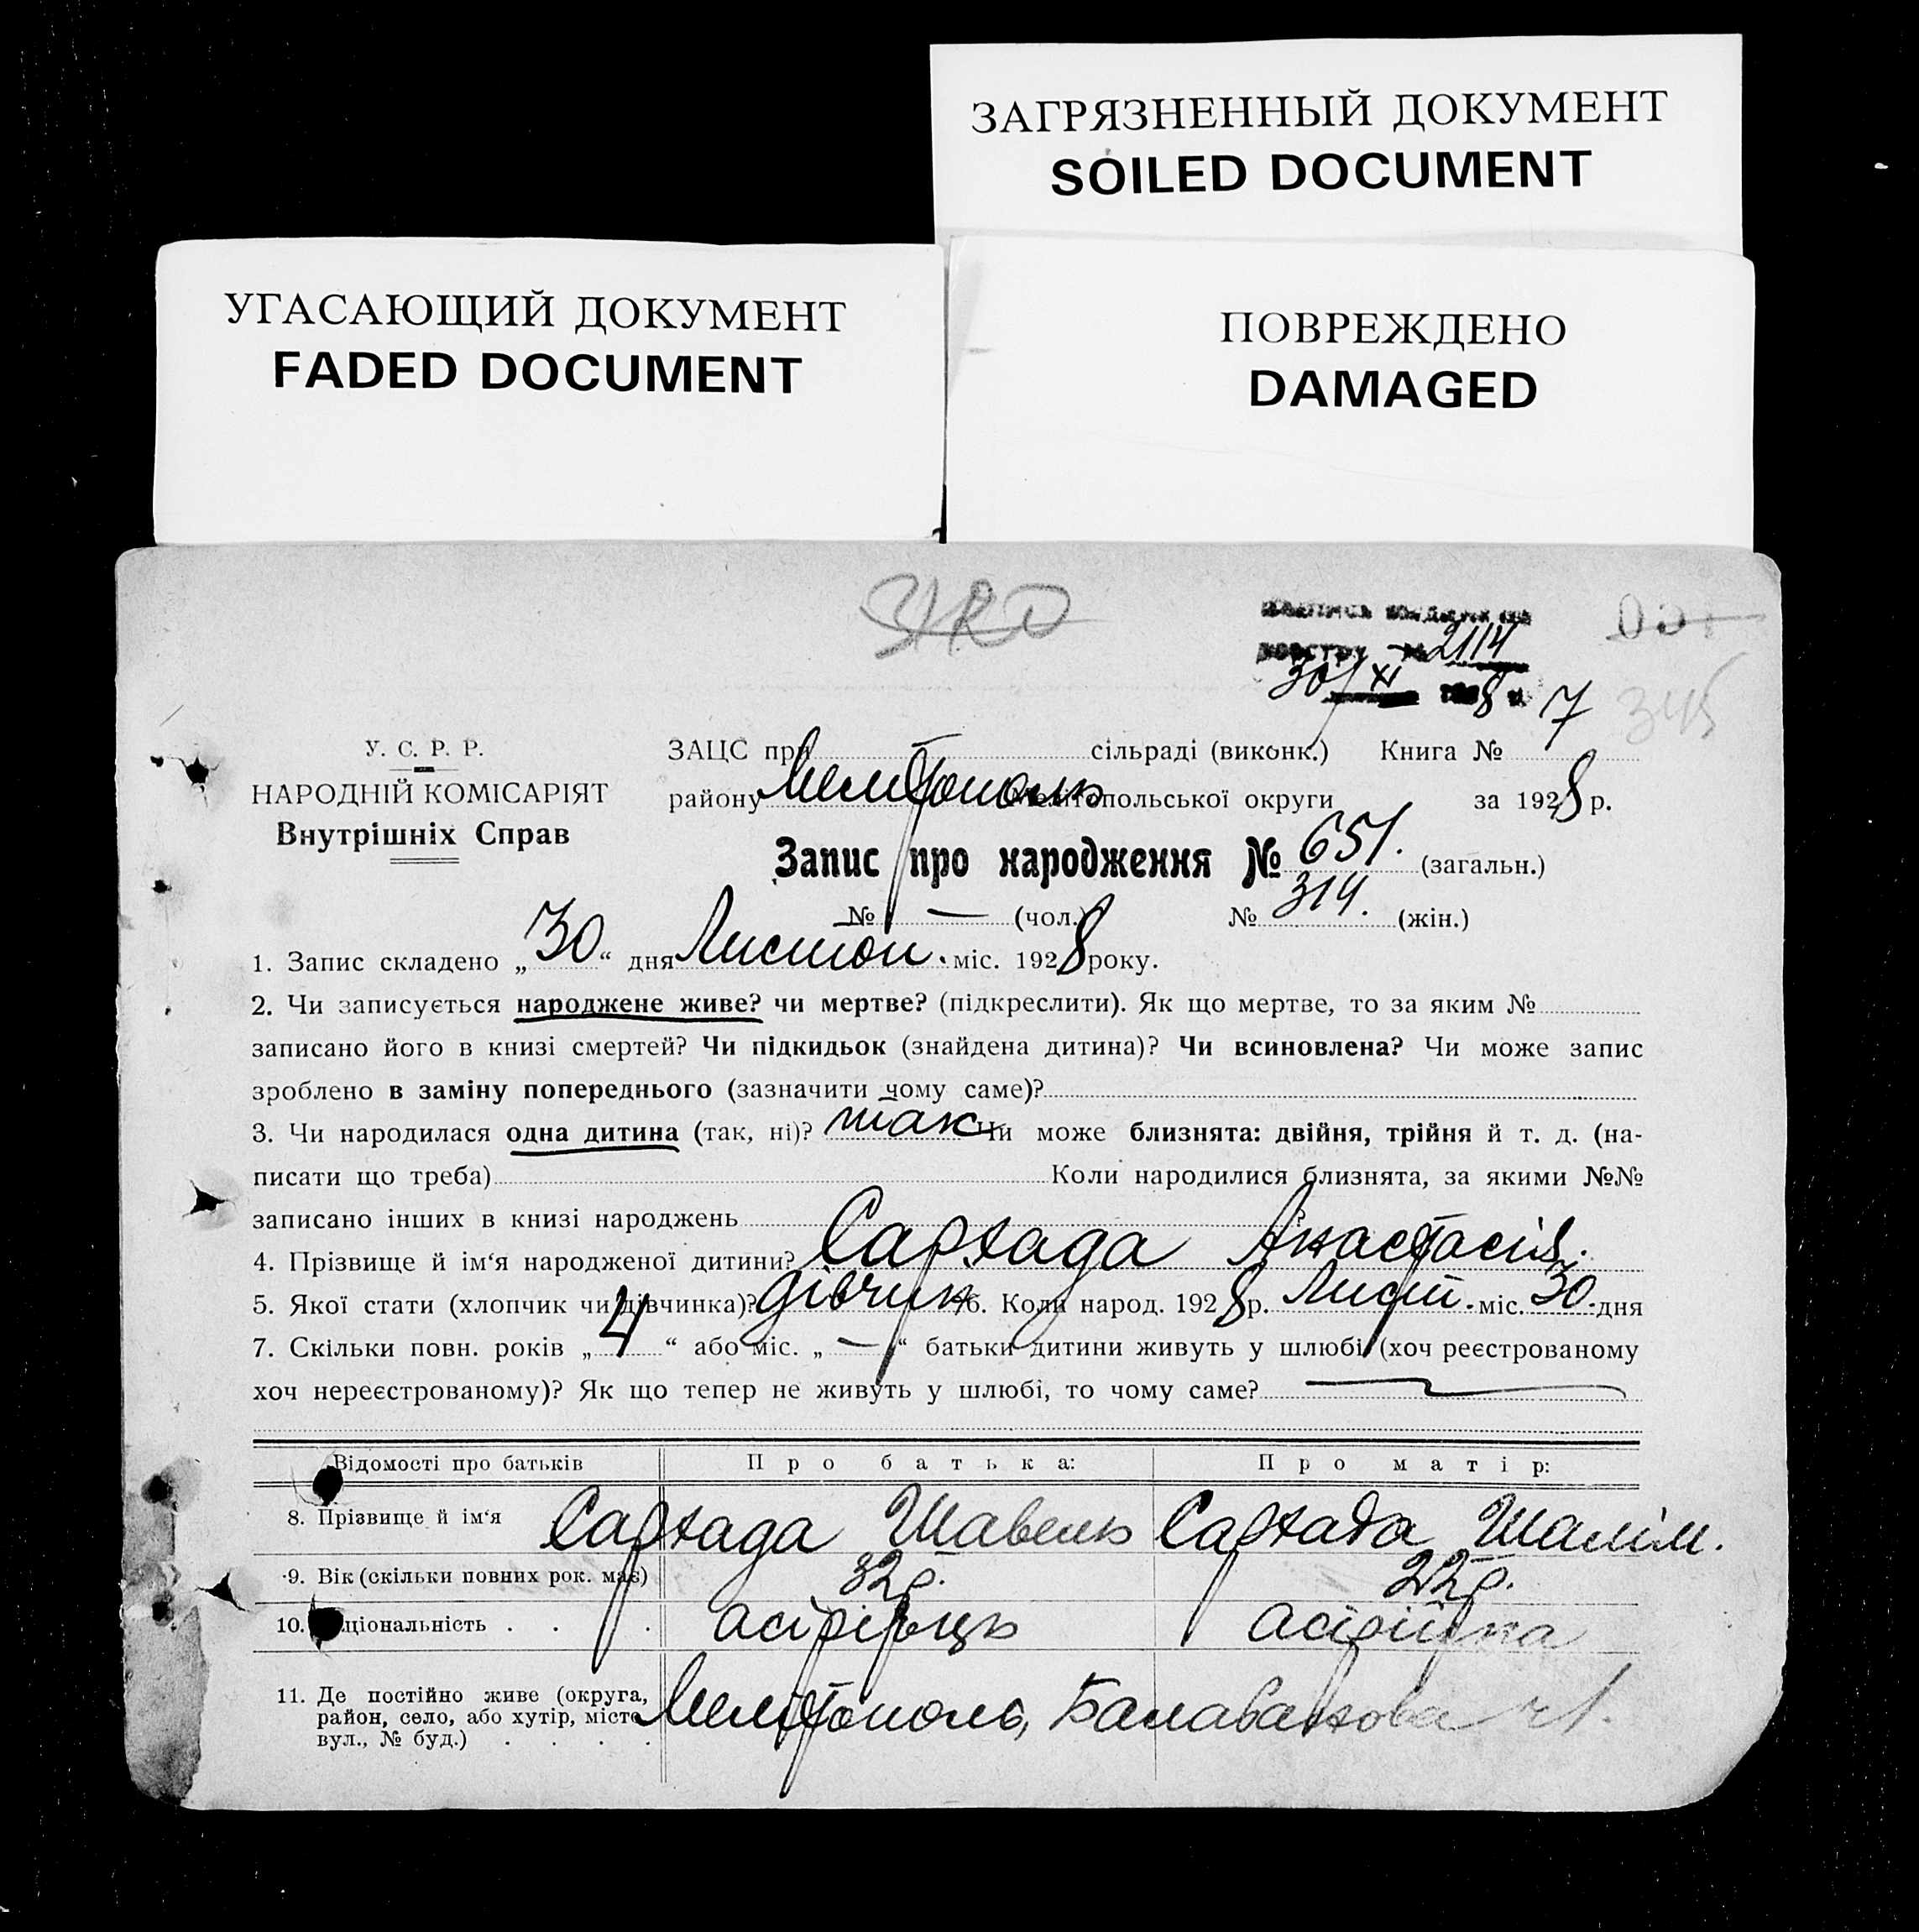 ЗАГРЯЗНЕННЫЙ ДОКУМЕНТ
SOILED DOCUMENT
УГАСАЮЩИЙ ДОКУМЕНТ
FADED DOCUMENT
ПОВРЕЖДЕНО
DAMAGED
реєстру № 2114
30/XI 1928 р.
7
345
У. С. Р. Р.
НАРОДНІЙ КОМІСАРІЯТ
Внутрішніх Справ
ЗАЦС при — сільраді (виконк.) Книга №
району Мелітополь Мелітопольської округи за 1928 р.
Запис про народження № 651. (загальн.)
№ — (чол.) № 314. (жін.)
1. Запис складено „30“ дня Листоп. міс. 1928 року.
2. Чи записується народжене живе? чи мертве? (підкреслити). Як що мертве, то за яким №
записано його в книзі смертей? Чи підкидьок (знайдена дитина)? Чи всиновлена? Чи може запис
зроблено в заміну попереднього (зазначити чому саме)?
3. Чи народилася одна дитина (так, ні)? так Чи може близнята: двійня, трійня й т. д. (на-
писати що треба) Коли народилися близнята, за якими №№
записано інших в книзі народжень
4. Прізвище й ім‘я народженої дитини? Сархада Анастасія.
5. Якої стати (хлопчик чи дівчинка)? дівчинк 6. Коли народ. 1928 р. Лист. міс. 30. дня
7. Скільки повн. років „4“ або міс. „—“ батьки дитини живуть у шлюбі (хоч реєстрованому
хоч нереєстрованому)? Як що тепер не живуть у шлюбі, то чому саме? —
Відомості про батьків Про батька: Про матір:
8. Прізвище й ім‘я Сархада Шавель Сархада Шалім.
9. Вік (скільки повних рок. має) 32 р. 22 р.
10. ціональність . . . асірієць асірійка
11. Де постійно живе (округа,
район, село, або хутір, місто Мелітополь,
вул., № буд.) . . . .